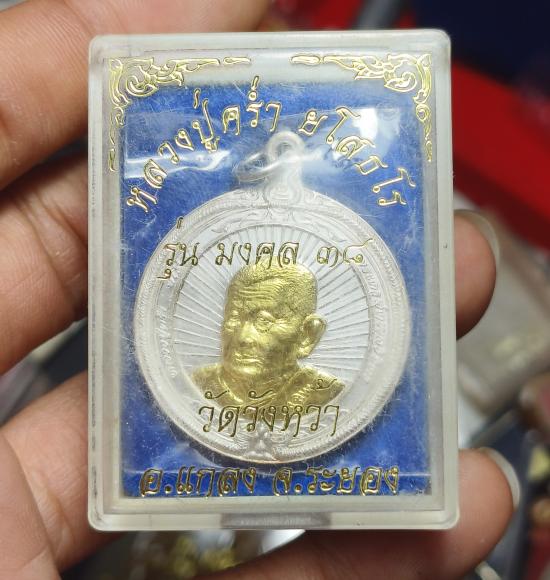 หลวงปู่คร่ำ ยโสธโร
รุ่น มงคล ๓๘
วัดวังหว้า
อ.แกลง จ.ระยอง